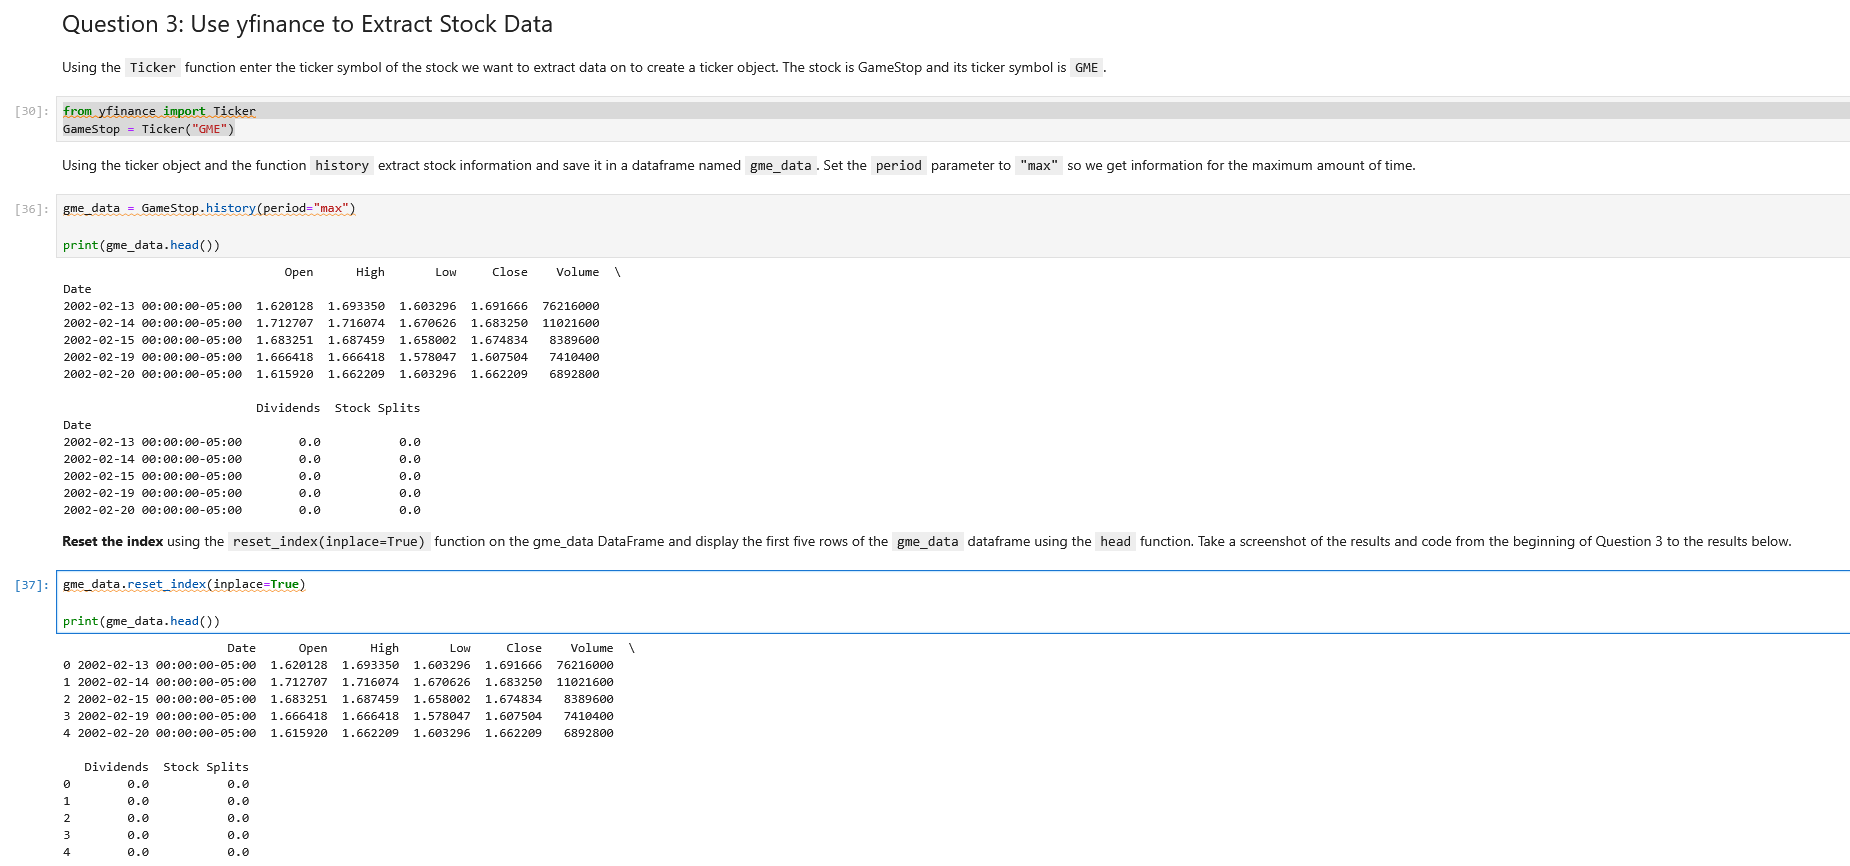 Question 3: Use yfinance to Extract Stock Data
Using the Ticker function enter the ticker symbol of the stock we want to extract data on to create a ticker object. The stock is GameStop and its ticker symbol is GME .
[30]: from yfinance import Ticker
GameStop = Ticker("GME")
Using the ticker object and the function history extract stock information and save it in a dataframe named gme_data . Set the period parameter to "max" so we get information for the maximum amount of time.
[36]: gme_data = GameStop.history(period="max")
print(gme_data.head())
Open High Low Close Volume \
Date
2002-02-13 00:00:00-05:00 1.620128 1.693350 1.603296 1.691666 76216000
2002-02-14 00:00:00-05:00 1.712707 1.716074 1.670626 1.683250 11021600
2002-02-15 00:00:00-05:00 1.683251 1.687459 1.658002 1.674834 8389600
2002-02-19 00:00:00-05:00 1.666418 1.666418 1.578047 1.607504 7410400
2002-02-20 00:00:00-05:00 1.615920 1.662209 1.603296 1.662209 6892800
Dividends Stock Splits
Date
2002-02-13 00:00:00-05:00 0.0 0.0
2002-02-14 00:00:00-05:00 0.0 0.0
2002-02-15 00:00:00-05:00 0.0 0.0
2002-02-19 00:00:00-05:00 0.0 0.0
2002-02-20 00:00:00-05:00 0.0 0.0
Reset the index using the reset_index(inplace=True) function on the gme_data DataFrame and display the first five rows of the gme_data dataframe using the head function. Take a screenshot of the results and code from the beginning of Question 3 to the results below.
[37]: gme_data.reset_index(inplace=True)
print(gme_data.head())
Date Open High Low Close Volume \
0 2002-02-13 00:00:00-05:00 1.620128 1.693350 1.603296 1.691666 76216000
1 2002-02-14 00:00:00-05:00 1.712707 1.716074 1.670626 1.683250 11021600
2 2002-02-15 00:00:00-05:00 1.683251 1.687459 1.658002 1.674834 8389600
3 2002-02-19 00:00:00-05:00 1.666418 1.666418 1.578047 1.607504 7410400
4 2002-02-20 00:00:00-05:00 1.615920 1.662209 1.603296 1.662209 6892800
Dividends Stock Splits
0 0.0 0.0
1 0.0 0.0
2 0.0 0.0
3 0.0 0.0
4 0.0 0.0